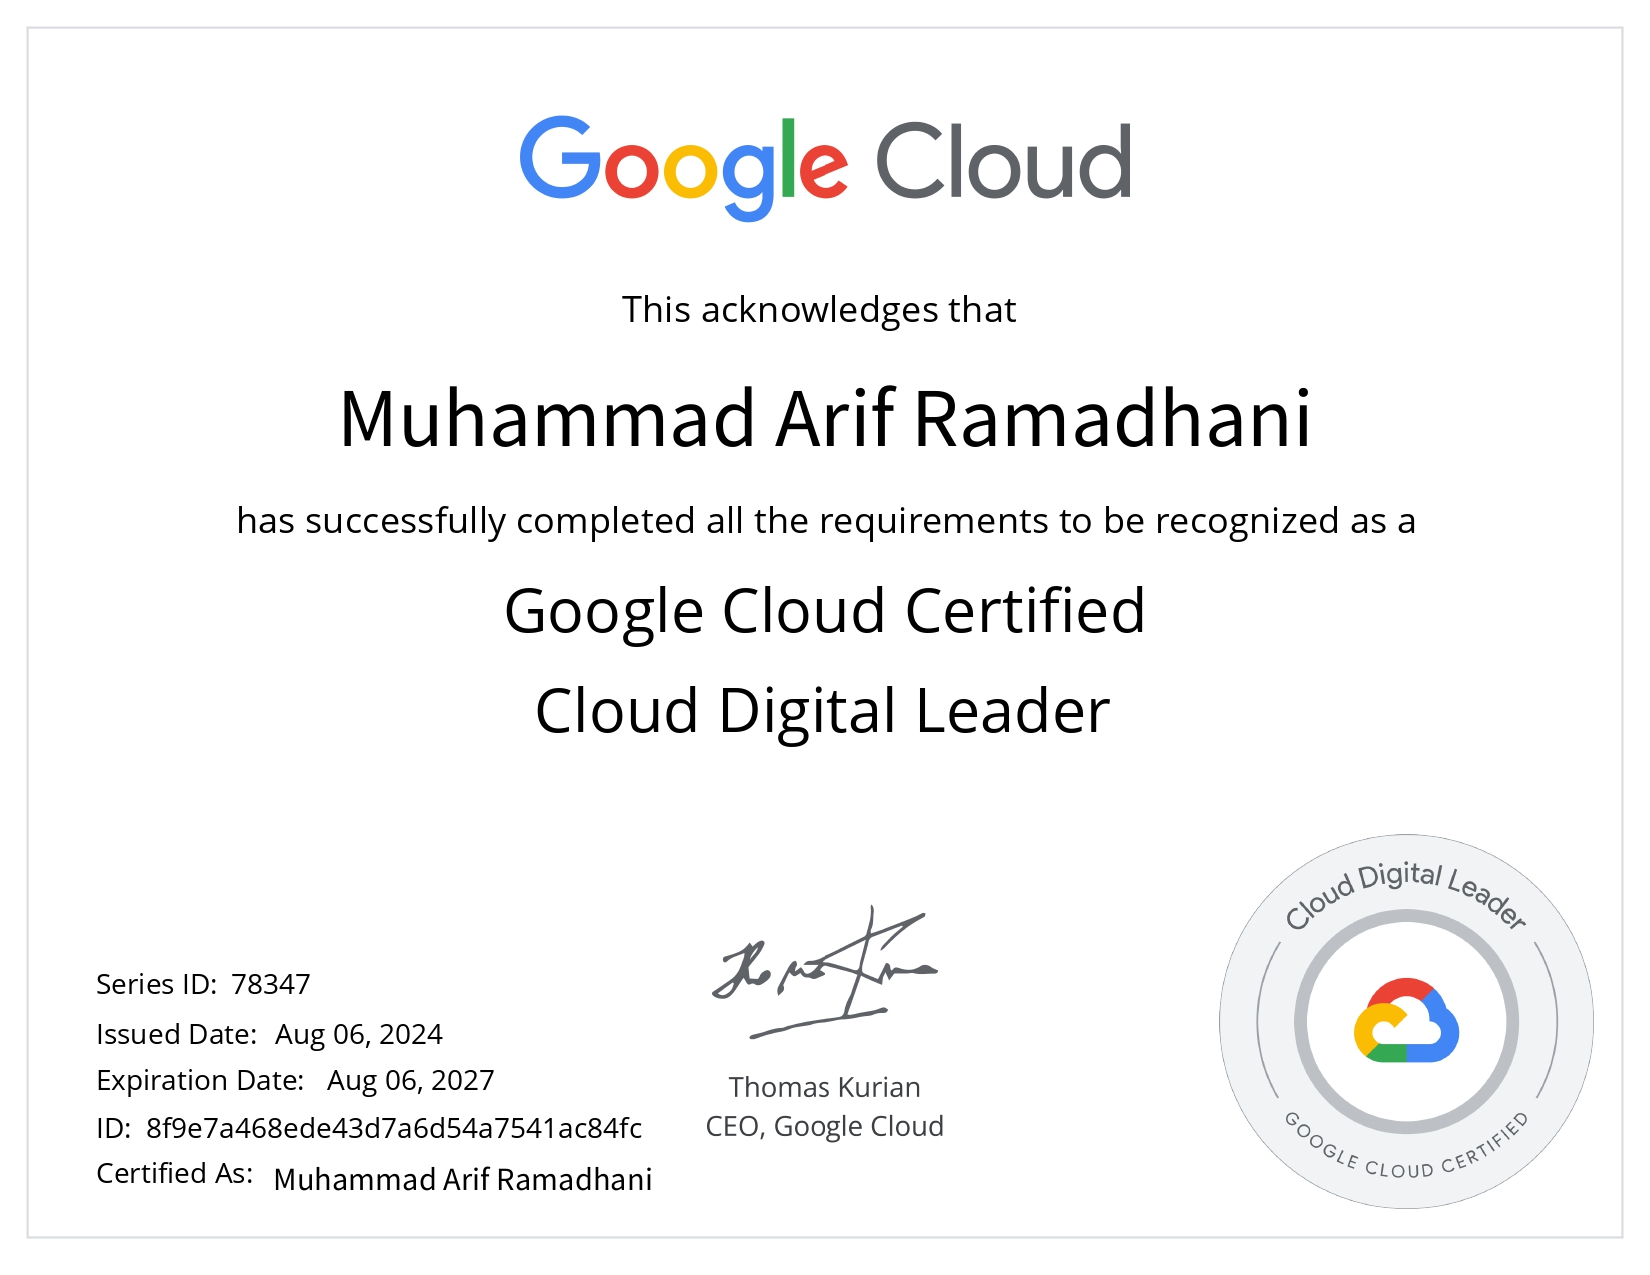 Google Cloud
This acknowledges that
Muhammad Arif Ramadhani
has successfully completed all the requirements to be recognized as a
Google Cloud Certified
Cloud Digital Leader
Series ID: 78347
Issued Date: Aug 06, 2024
Expiration Date: Aug 06, 2027
ID: 8f9e7a468ede43d7a6d54a7541ac84fc
Certified As: Muhammad Arif Ramadhani
Thomas Kurian
CEO, Google Cloud
Cloud Digital Leader
GOOGLE CLOUD CERTIFIED